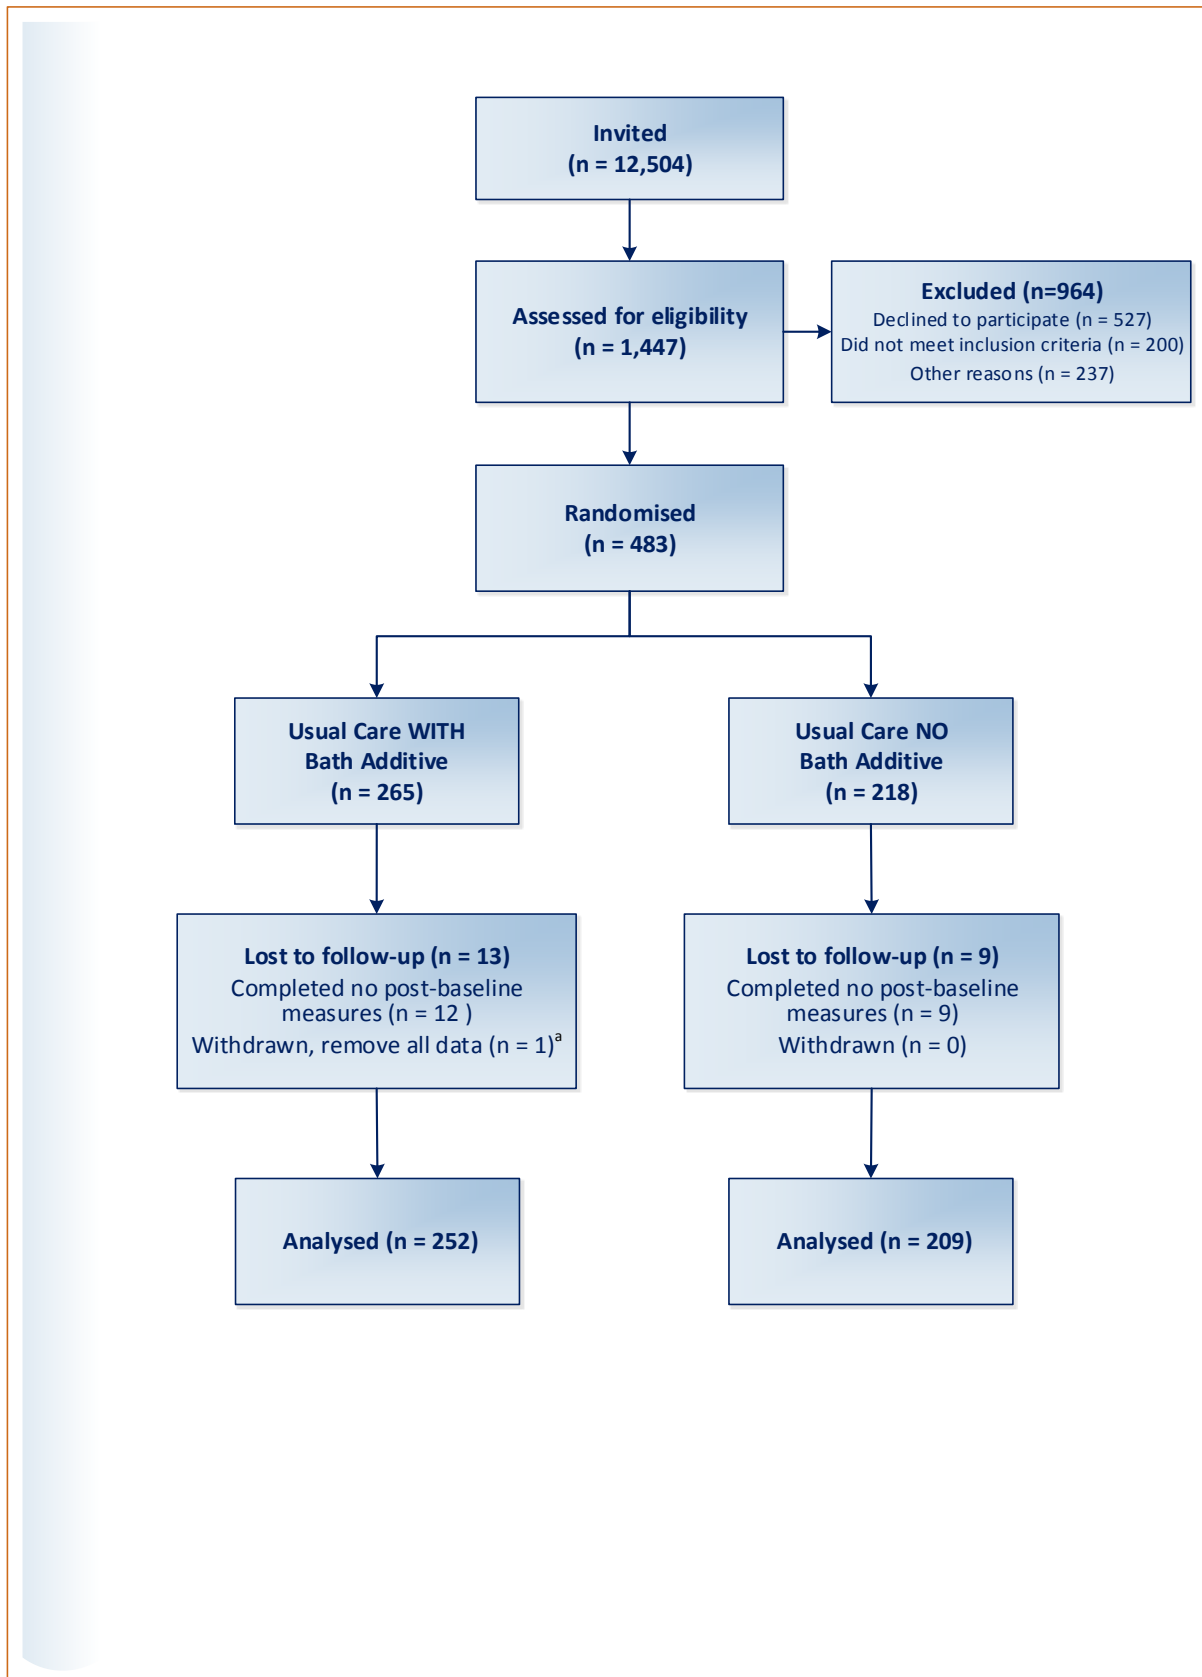 Invited
(n = 12,504)
Assessed for eligibility
(n = 1,447)
Excluded (n=964)
Declined to participate (n = 527)
Did not meet inclusion criteria (n = 200)
Other reasons (n = 237)
Randomised
(n = 483)
Usual Care WITH
Bath Additive
(n = 265)
Usual Care NO
Bath Additive
(n = 218)
Lost to follow-up (n = 13)
Completed no post-baseline
measures (n = 12 )
Withdrawn, remove all data (n = 1)a
Lost to follow-up (n = 9)
Completed no post-baseline
measures (n = 9)
Withdrawn (n = 0)
Analysed (n = 252)
Analysed (n = 209)